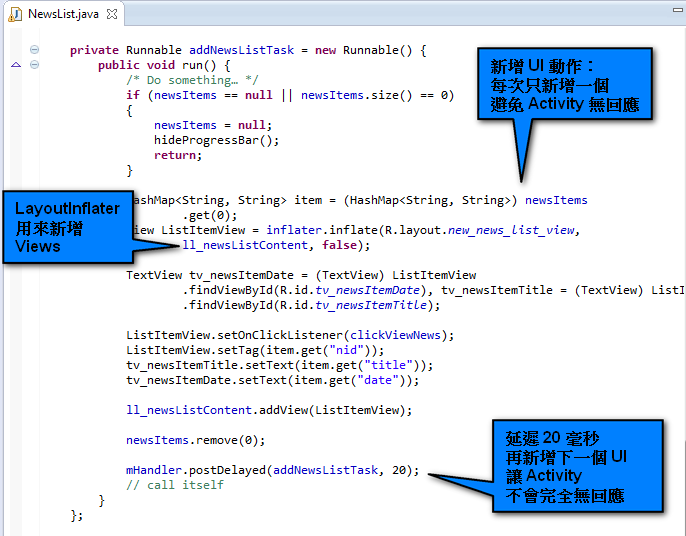 NewsList.java
private Runnable addNewsListTask = new Runnable() {
public void run() {
/* Do something… */
if (newsItems == null || newsItems.size() == 0)
{
newsItems = null;
hideProgressBar();
return;
}
新增 UI 動作：
每次只新增一個
避免 Activity 無回應
HashMap<String, String> item = (HashMap<String, String>) newsItems
.get(0);
View ListItemView = inflater.inflate(R.layout.new_news_list_view,
ll_newsListContent, false);
LayoutInflater
用來新增
Views
TextView tv_newsItemDate = (TextView) ListItemView
.findViewById(R.id.tv_newsItemDate), tv_newsItemTitle = (TextView) ListI
.findViewById(R.id.tv_newsItemTitle);
ListItemView.setOnClickListener(clickViewNews);
ListItemView.setTag(item.get("nid"));
tv_newsItemTitle.setText(item.get("title"));
tv_newsItemDate.setText(item.get("date"));
ll_newsListContent.addView(ListItemView);
newsItems.remove(0);
mHandler.postDelayed(addNewsListTask, 20);
// call itself
}
};
延遲 20 毫秒
再新增下一個 UI
讓 Activity
不會完全無回應